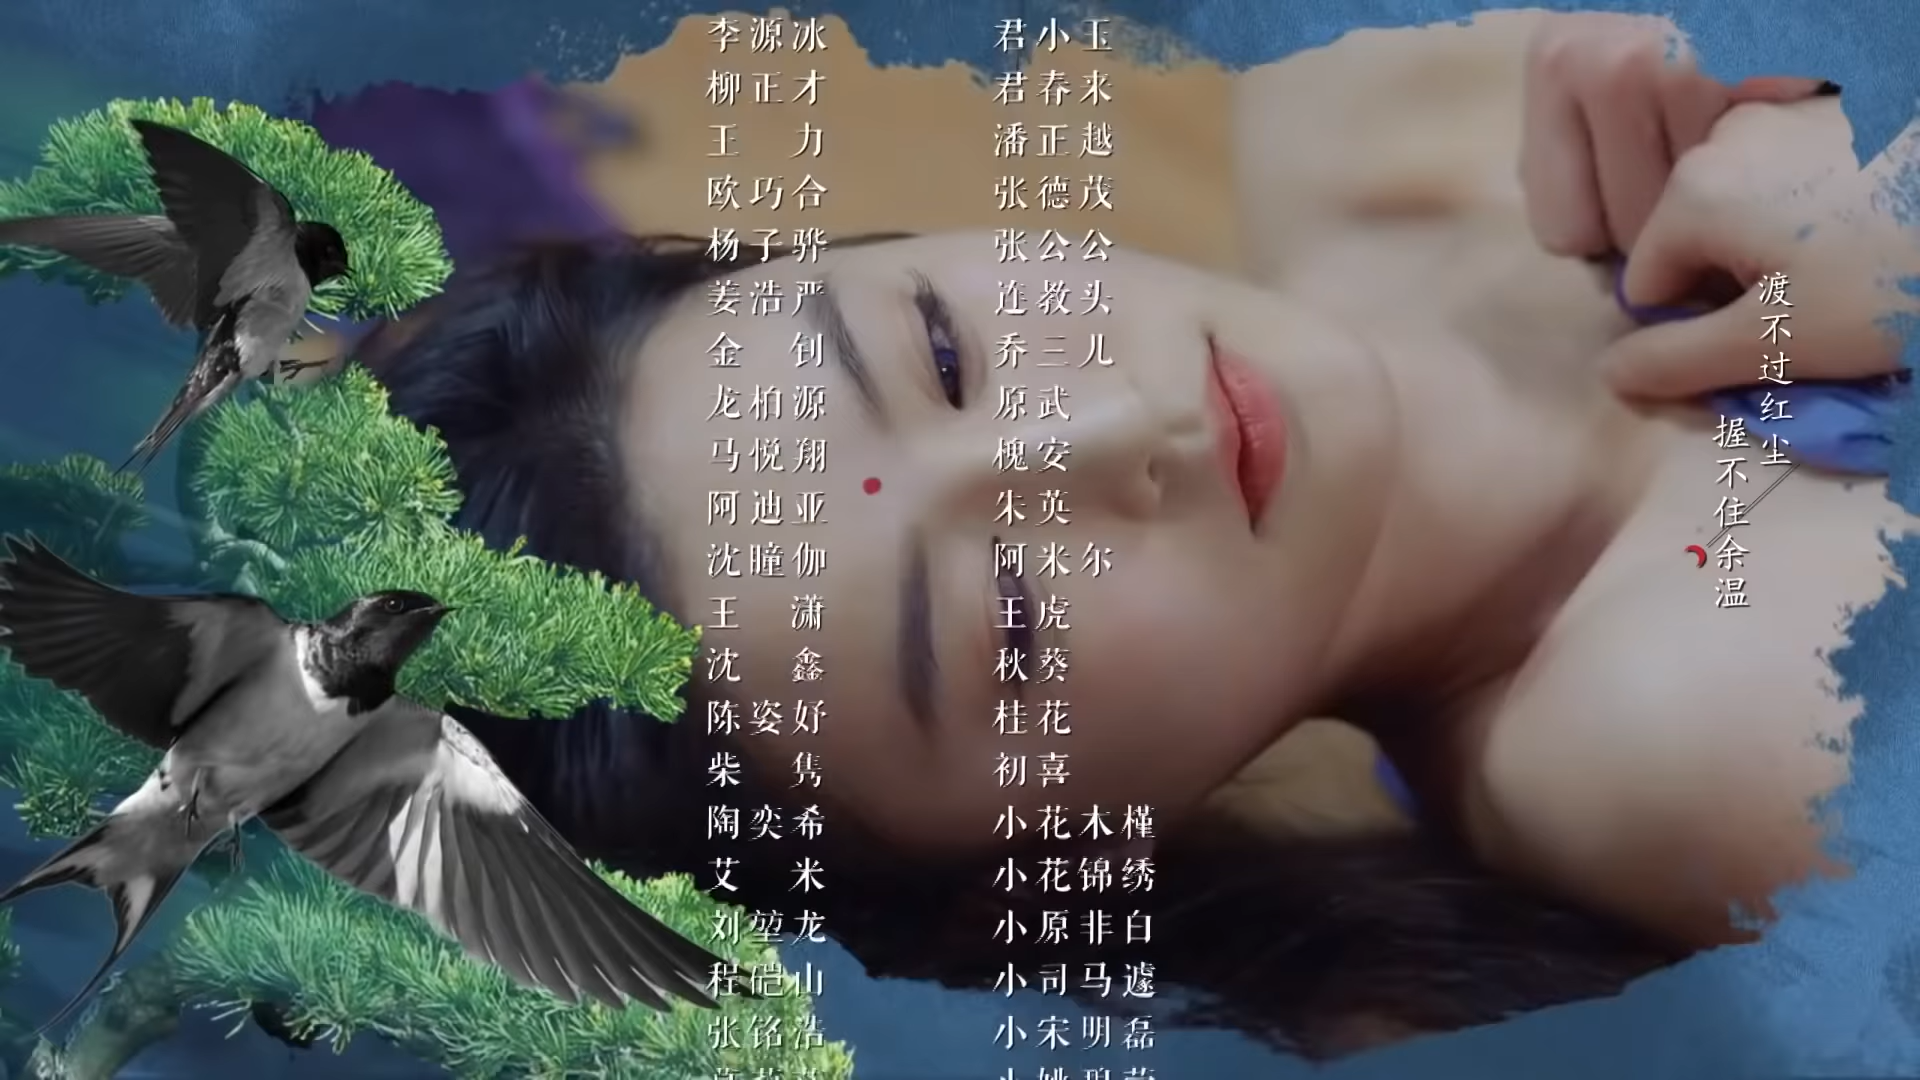 李源冰 君小玉
柳正才 君春来
王力 潘正越
欧巧合 张德茂
杨子骅 张公公
姜浩严 连教头
金钊 乔三儿
龙柏源 原武
马悦翔 槐安
阿迪亚 朱英
沈瞳伽 阿米尔
王潇 王虎
沈鑫 秋葵
陈姿妤 桂花
柴隽 初喜
陶奕希 小花木槿
艾米 小花锦绣
刘堃龙 小原非白
程皑山 小司马遽
张铭浩 小宋明磊
渡不过红尘
握不住余温